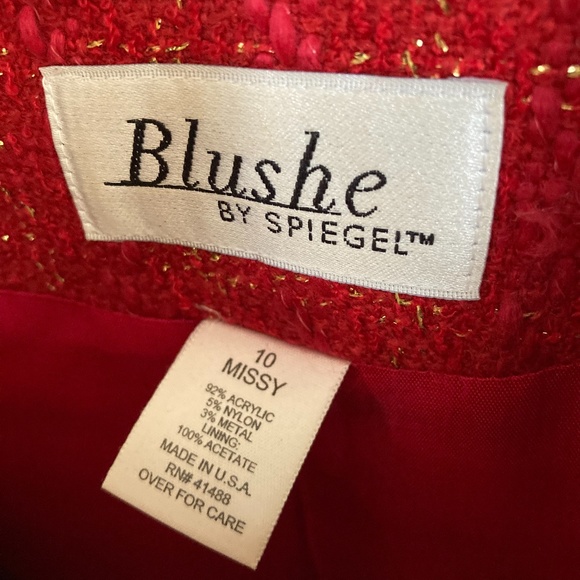 Blushe
BY SPIEGEL™
10
MISSY
92% ACRYLIC
5% NYLON
3% METAL
LINING:
100% ACETATE
MADE IN U.S.A.
RN# 41488
OVER FOR CARE